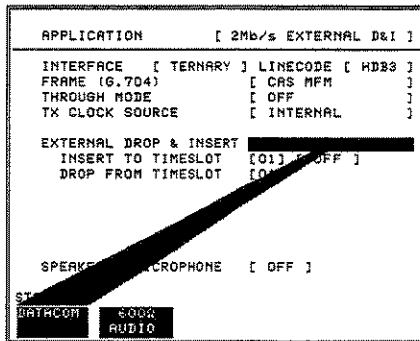 APPLICATION [ 2Mb/s EXTERNAL D&I ]
INTERFACE [ TERNARY ] LINECODE [ HDB3 ]
FRAME (G.704) [ CAS MFM ]
THROUGH MODE [ OFF ]
TX CLOCK SOURCE [ INTERNAL ]
EXTERNAL DROP & INSERT
INSERT TO TIMESLOT [01] [ OFF ]
DROP FROM TIMESLOT
[ OFF ]
DATACOM
600Ω
AUDIO